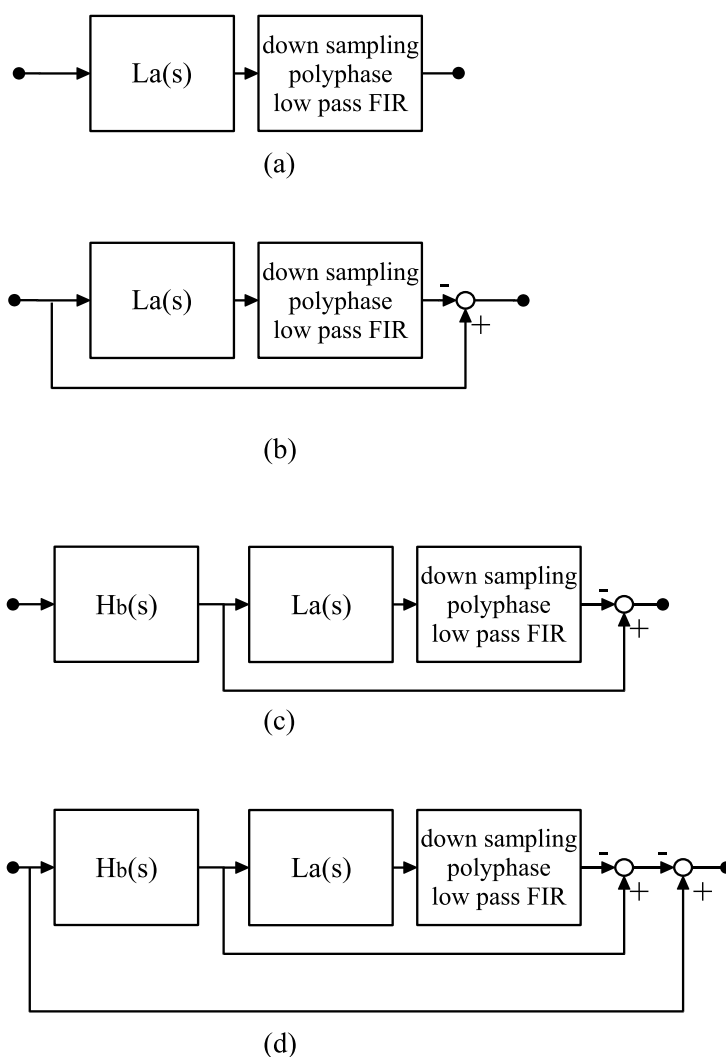 La(s)
down sampling
polyphase
low pass FIR
(a)
La(s)
down sampling
polyphase
low pass FIR
-
+
(b)
Hb(s)
La(s)
down sampling
polyphase
low pass FIR
-
+
(c)
Hb(s)
La(s)
down sampling
polyphase
low pass FIR
-
+
-
+
(d)